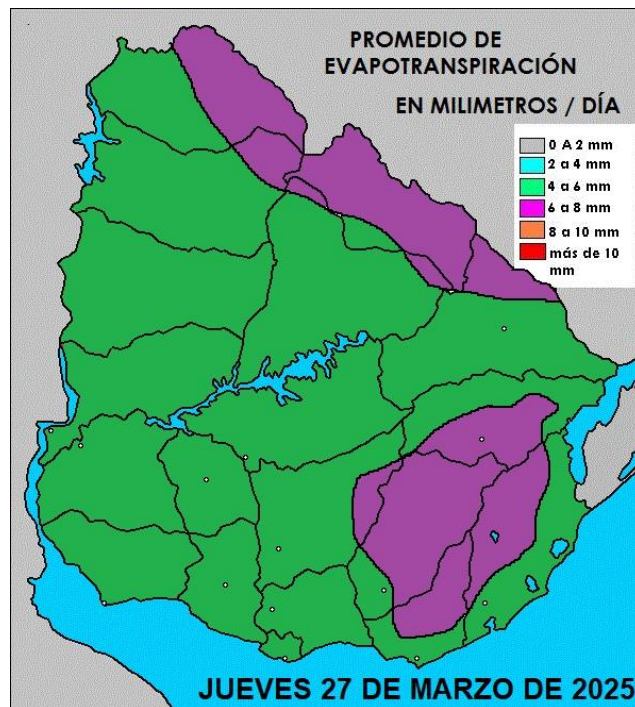 PROMEDIO DE
EVAPOTRANSPIRACIÓN
EN MILIMETROS / DÍA
0 A 2 mm
2 a 4 mm
4 a 6 mm
6 a 8 mm
8 a 10 mm
más de 10
mm
JUEVES 27 DE MARZO DE 2025